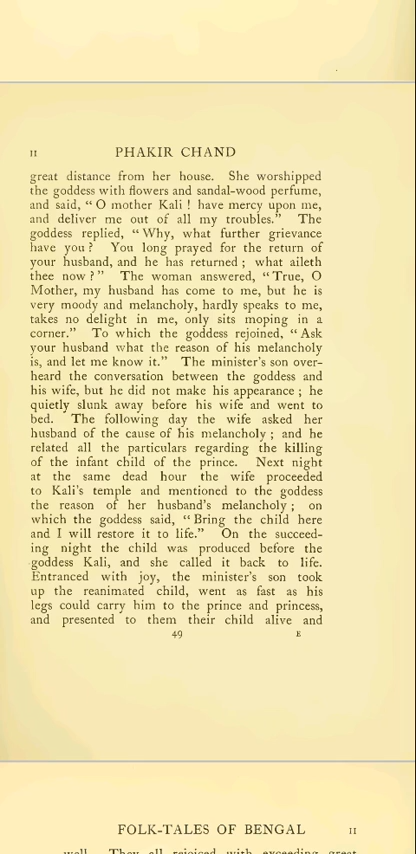 II PHAKIR CHAND
great distance from her house. She worshipped
the goddess with flowers and sandal-wood perfume,
and said, “ O mother Kali ! have mercy upon me,
and deliver me out of all my troubles.” The
goddess replied, “ Why, what further grievance
have you ? You long prayed for the return of
your husband, and he has returned ; what aileth
thee now ? ” The woman answered, “ True, O
Mother, my husband has come to me, but he is
very moody and melancholy, hardly speaks to me,
takes no delight in me, only sits moping in a
corner.” To which the goddess rejoined, “ Ask
your husband what the reason of his melancholy
is, and let me know it.” The minister’s son over-
heard the conversation between the goddess and
his wife, but he did not make his appearance ; he
quietly slunk away before his wife and went to
bed. The following day the wife asked her
husband of the cause of his melancholy ; and he
related all the particulars regarding the killing
of the infant child of the prince. Next night
at the same dead hour the wife proceeded
to Kali’s temple and mentioned to the goddess
the reason of her husband’s melancholy ; on
which the goddess said, “ Bring the child here
and I will restore it to life.” On the succeed-
ing night the child was produced before the
goddess Kali, and she called it back to life.
Entranced with joy, the minister’s son took
up the reanimated child, went as fast as his
legs could carry him to the prince and princess,
and presented to them their child alive and
49 E
FOLK-TALES OF BENGAL II
well. They all rejoiced with exceeding great